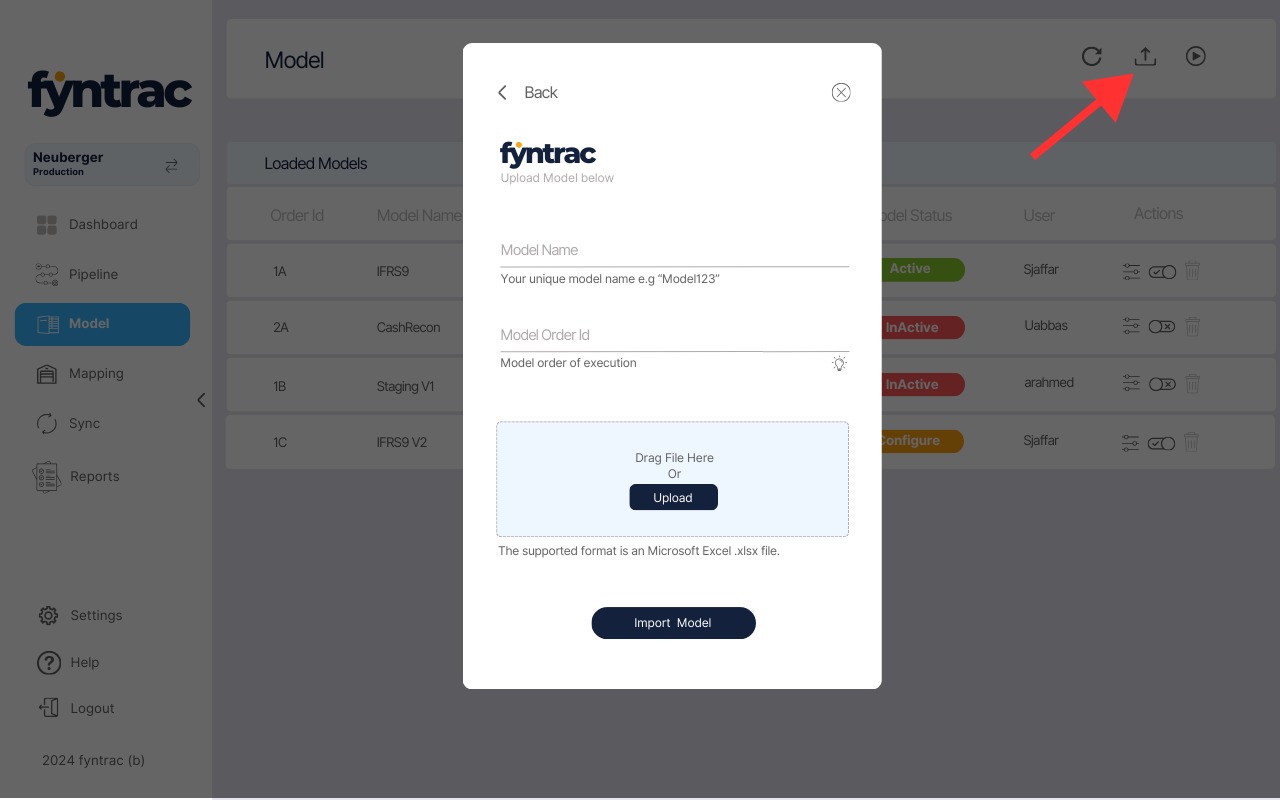 fyntrac
Neuberger
Production
Dashboard
Pipeline
Model
Mapping
Sync
Reports
Settings
Help
Logout
2024 fyntrac (b)
Model
Loaded Models
Order Id Model Name Status User Actions
1A IFRS9 Active Sjaffar
2A CashRecon InActive Uabbas
1B Staging V1 InActive arahmed
1C IFRS9 V2 Configure Sjaffar
Back
fyntrac
Upload Model below
Model Name
Your unique model name e.g “Model123”
Model Order Id
Model order of execution
Drag File Here
Or
Upload
The supported format is an Microsoft Excel .xlsx file.
Import Model